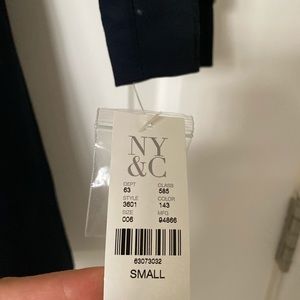 NY
&C
DEPT CLASS
63 585
STYLE COLOR
3601 143
SIZE MFG
006 94866
63073032
SMALL